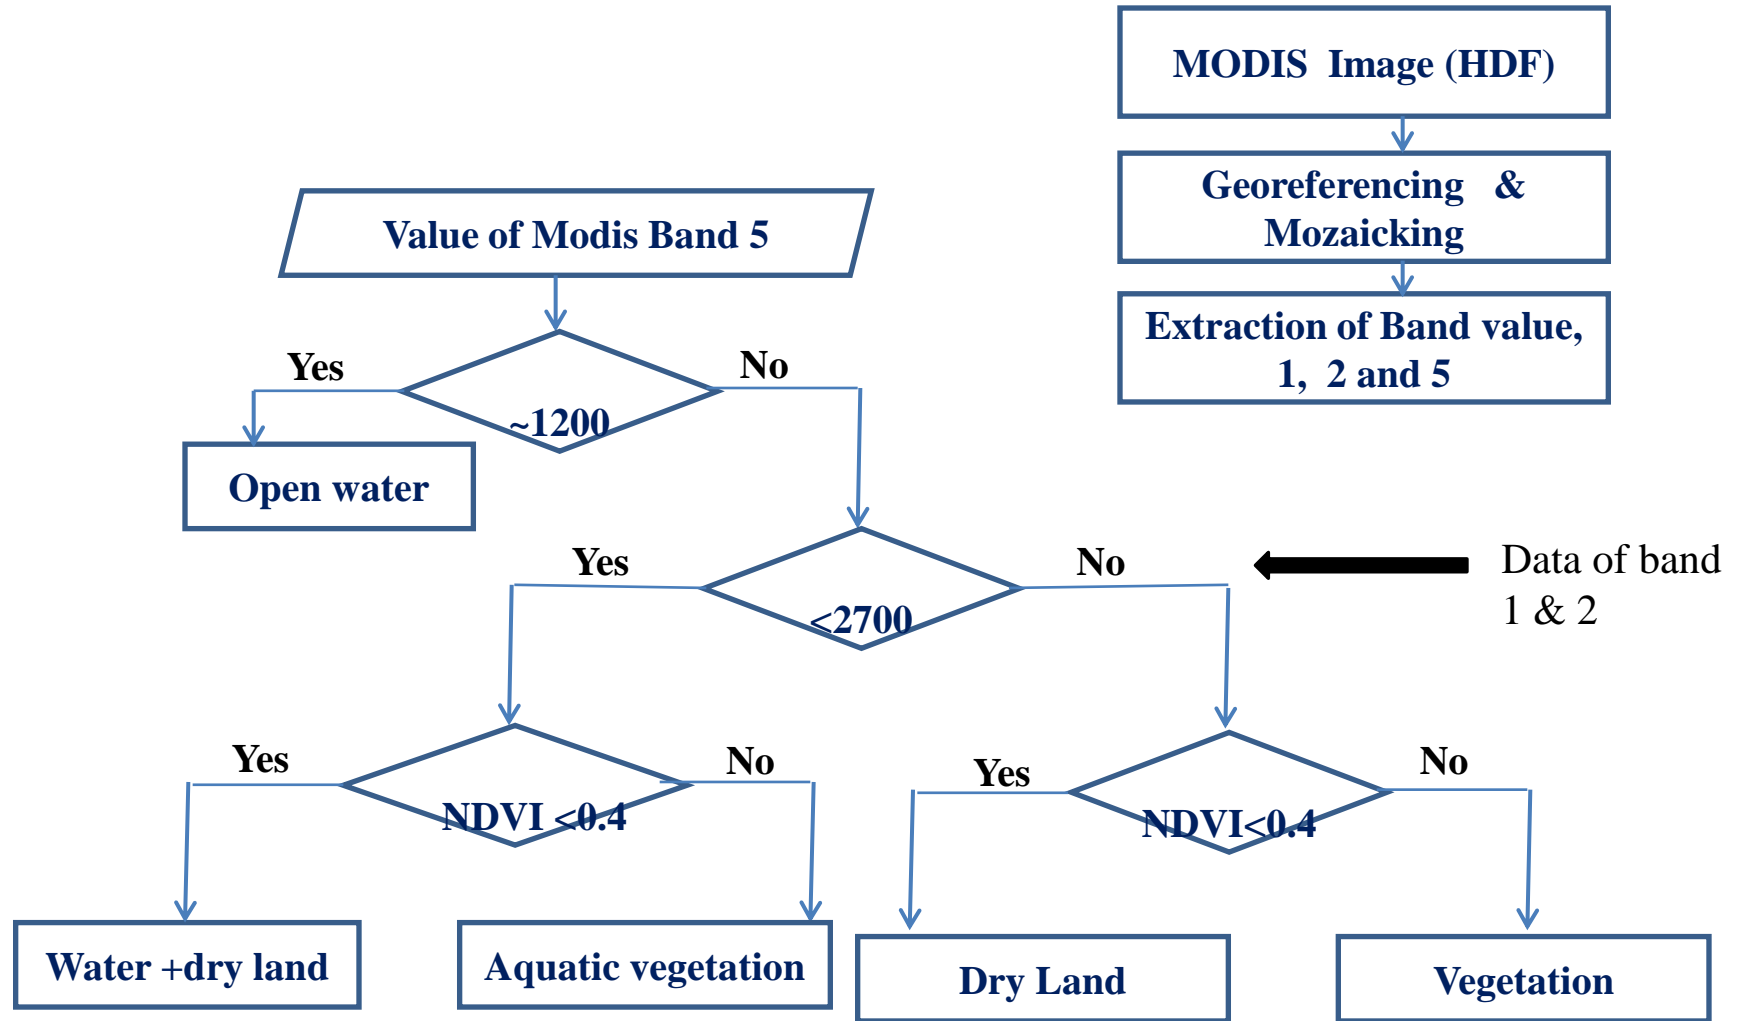 MODIS  Image (HDF)
Georeferencing   &
Mozaicking
Extraction of Band value,
1,  2 and 5
Value of Modis Band 5
Yes
No
~1200
Open water
Yes
No
<2700
Data of band
1 & 2
Yes
No
NDVI <0.4
Yes
No
NDVI<0.4
Water +dry land
Aquatic vegetation
Dry Land
Vegetation